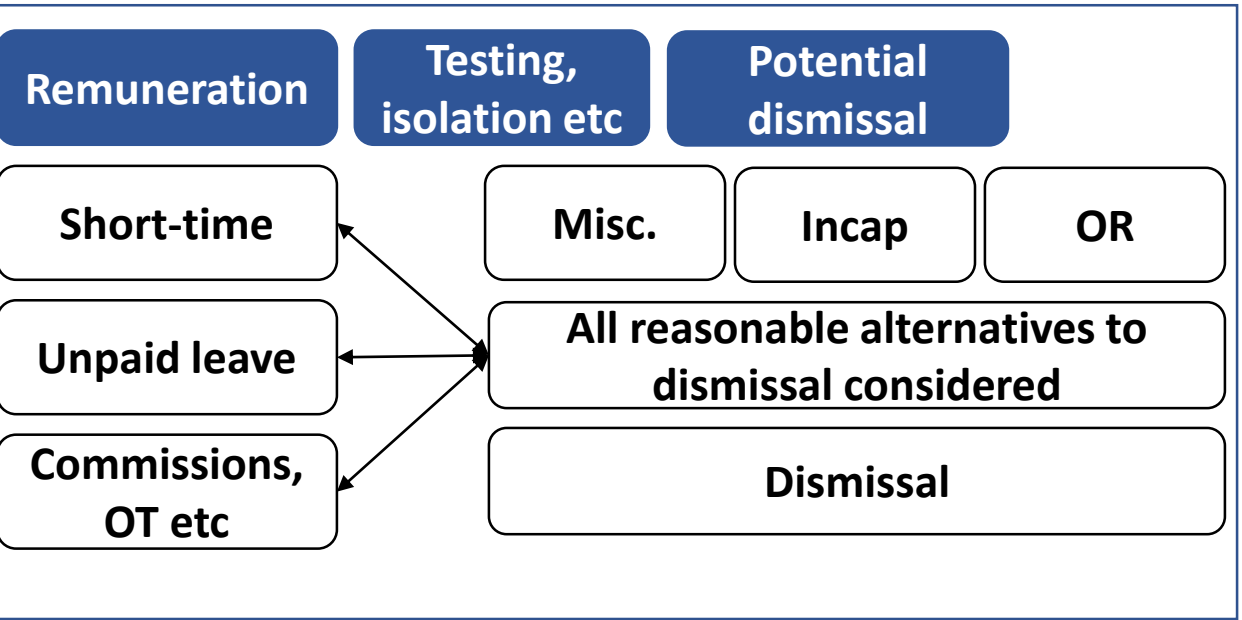 Remuneration
Testing,
isolation etc
Potential
dismissal
Short-time
Misc.
Incap
OR
Unpaid leave
All reasonable alternatives to
dismissal considered
Commissions,
OT etc
Dismissal